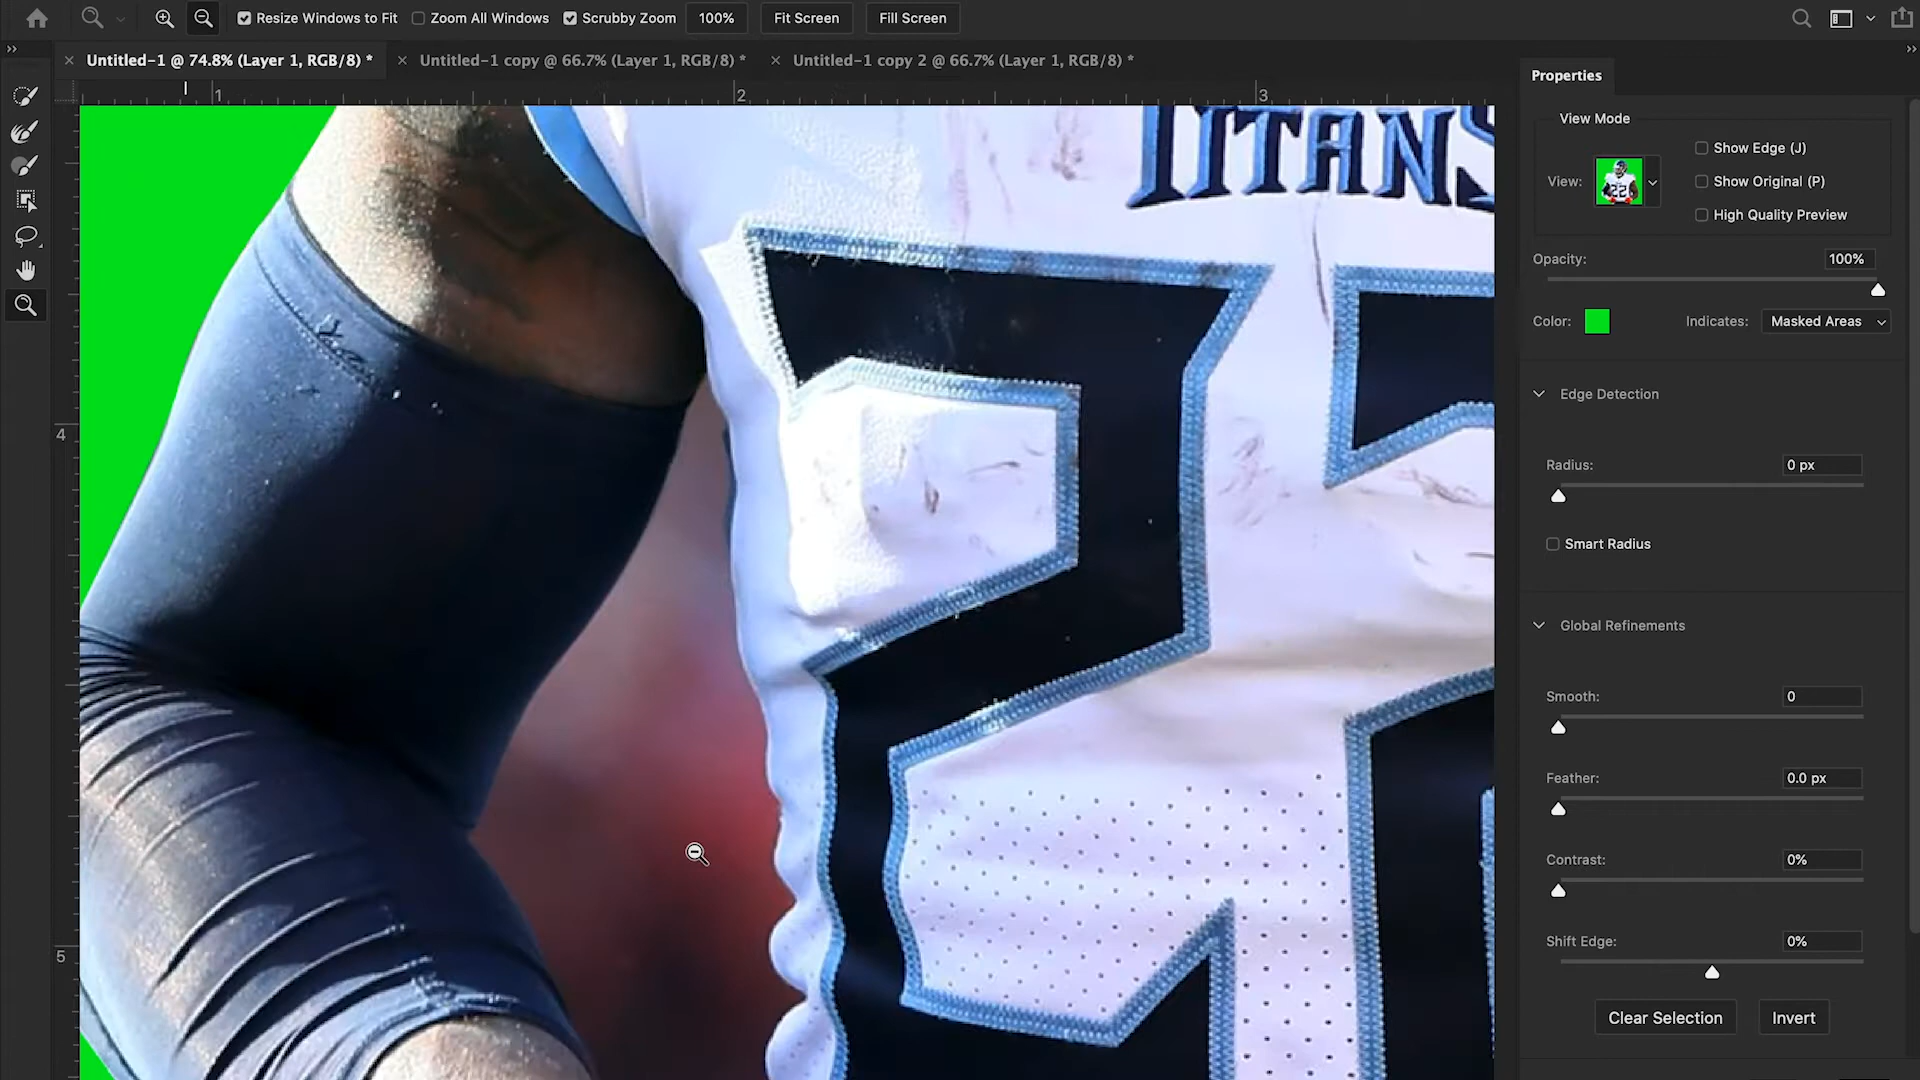 Resize Windows to Fit Zoom All Windows Scrubby Zoom 100% Fit Screen Fill Screen
Untitled-1 @ 74.8% (Layer 1, RGB/8) * Untitled-1 copy @ 66.7% (Layer 1, RGB/8) * Untitled-1 copy 2 @ 66.7% (Layer 1, RGB/8) *
1 2 3
4
5
TITANS
Properties
View Mode
View:
22
Show Edge (J)
Show Original (P)
High Quality Preview
Opacity: 100%
Color: Indicates: Masked Areas
Edge Detection
Radius: 0 px
Smart Radius
Global Refinements
Smooth: 0
Feather: 0.0 px
Contrast: 0%
Shift Edge: 0%
Clear Selection Invert